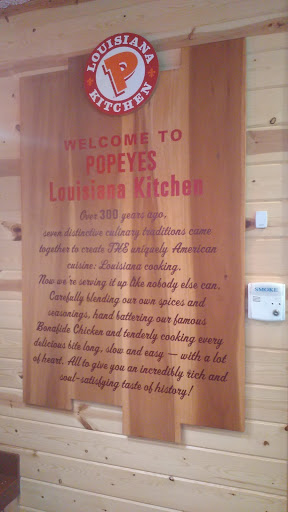 LOUISIANA
P
KITCHEN
WELCOME TO
POPEYES
Louisiana Kitchen
Over 300 years ago,
seven distinctive culinary traditions came
together to create THE uniquely American
cuisine: Louisiana cooking.
Now we're serving it up like nobody else can.
Carefully blending our own spices and
seasonings, hand battering our famous
Bonafide Chicken and tenderly cooking every
delicious bite long, slow and easy — with a lot
of heart. All to give you an incredibly rich and
soul-satisfying taste of history!
SMOKE